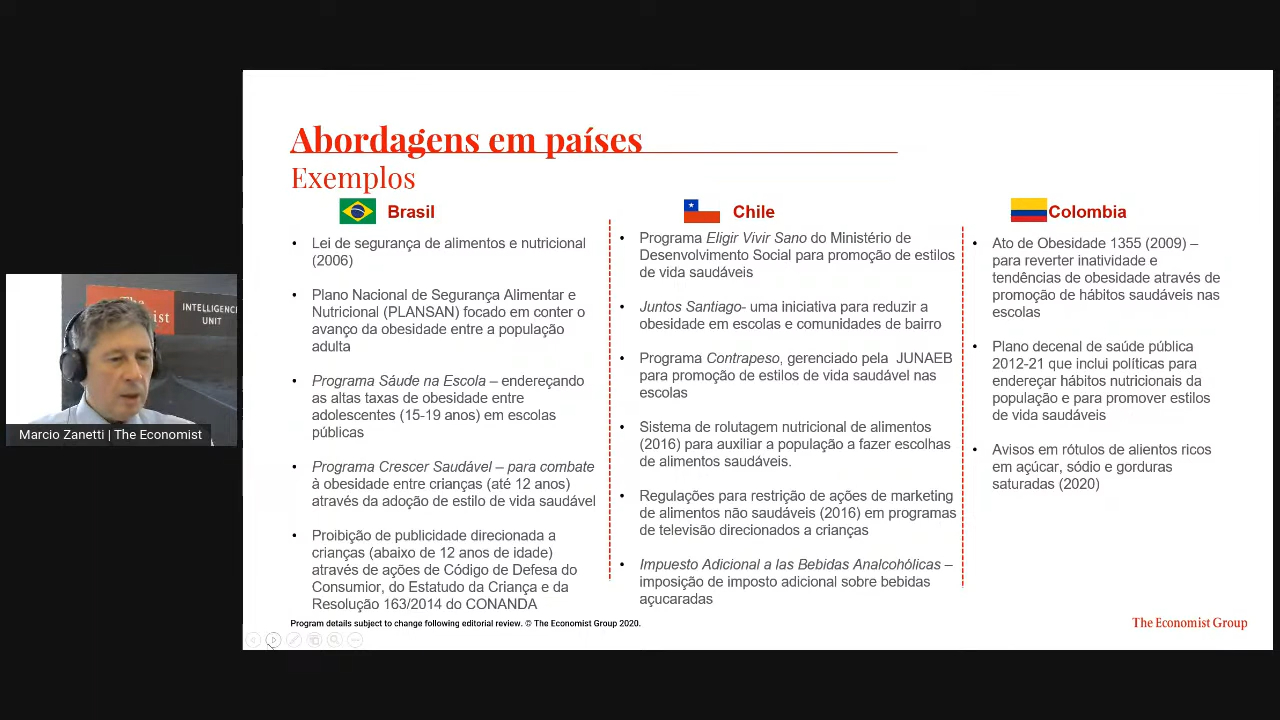 Abordagens em países
Exemplos
Brasil
Lei de segurança de alimentos e nutricional
(2006)
Plano Nacional de Segurança Alimentar e
Nutricional (PLANSAN) focado em conter o
avanço da obesidade entre a população
adulta
Programa Sáude na Escola – endereçando
as altas taxas de obesidade entre
adolescentes (15-19 anos) em escolas
públicas
Programa Crescer Saudável – para combate
à obesidade entre crianças (até 12 anos)
através da adoção de estilo de vida saudável
Proibição de publicidade direcionada a
crianças (abaixo de 12 anos de idade)
através de ações de Código de Defesa do
Consumior, do Estatudo da Criança e da
Resolução 163/2014 do CONANDA
Chile
Programa Eligir Vivir Sano do Ministério de
Desenvolvimento Social para promoção de estilos
de vida saudáveis
Juntos Santiago- uma iniciativa para reduzir a
obesidade em escolas e comunidades de bairro
Programa Contrapeso, gerenciado pela JUNAEB
para promoção de estilos de vida saudável nas
escolas
Sistema de rolutagem nutricional de alimentos
(2016) para auxiliar a população a fazer escolhas
de alimentos saudáveis.
Regulações para restrição de ações de marketing
de alimentos não saudáveis (2016) em programas
de televisão direcionados a crianças
Impuesto Adicional a las Bebidas Analcohólicas –
imposição de imposto adicional sobre bebidas
açucaradas
Colombia
Ato de Obesidade 1355 (2009) –
para reverter inatividade e
tendências de obesidade através de
promoção de hábitos saudáveis nas
escolas
Plano decenal de saúde pública
2012-21 que inclui políticas para
endereçar hábitos nutricionais da
população e para promover estilos
de vida saudáveis
Avisos em rótulos de alientos ricos
em açúcar, sódio e gorduras
saturadas (2020)
Program details subject to change following editorial review. © The Economist Group 2020.
The Economist Group
The
INTELLIGENCE
UNIT
Marcio Zanetti | The Economist